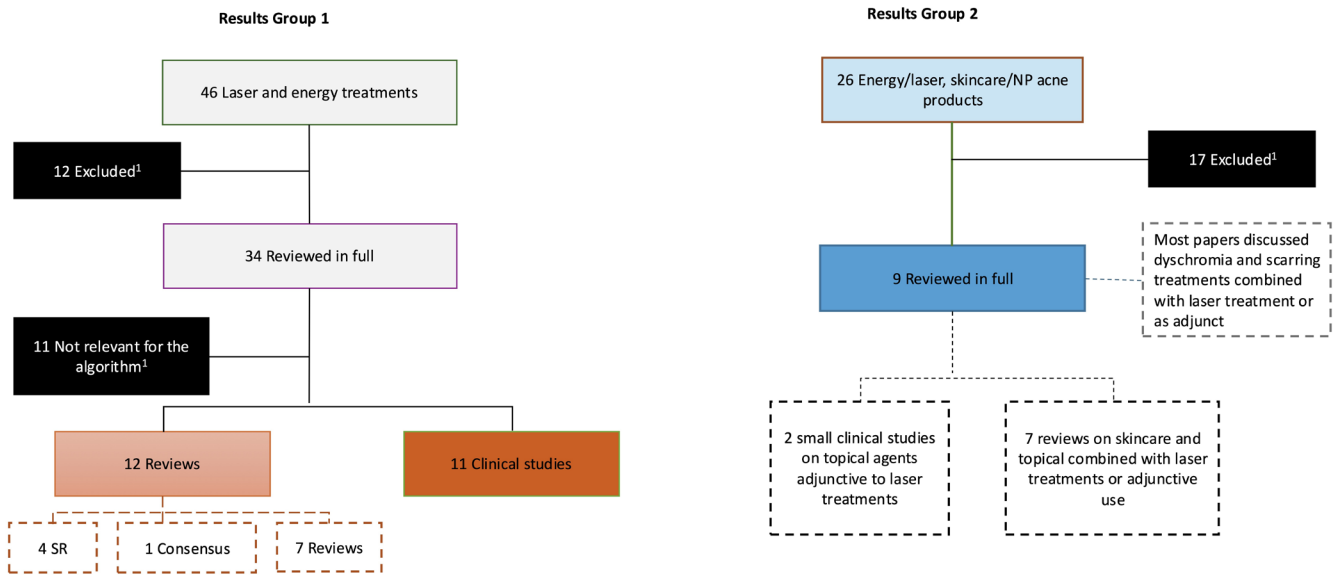 Results Group 1
46 Laser and energy treatments
12 Excluded1
34 Reviewed in full
11 Not relevant for the
algorithm1
12 Reviews
11 Clinical studies
4 SR
1 Consensus
7 Reviews
Results Group 2
26 Energy/laser, skincare/NP acne
products
17 Excluded1
9 Reviewed in full
Most papers discussed
dyschromia and scarring
treatments combined
with laser treatment or
as adjunct
2 small clinical studies
on topical agents
adjunctive to laser
treatments
7 reviews on skincare and
topical combined with laser
treatments or adjunctive
use